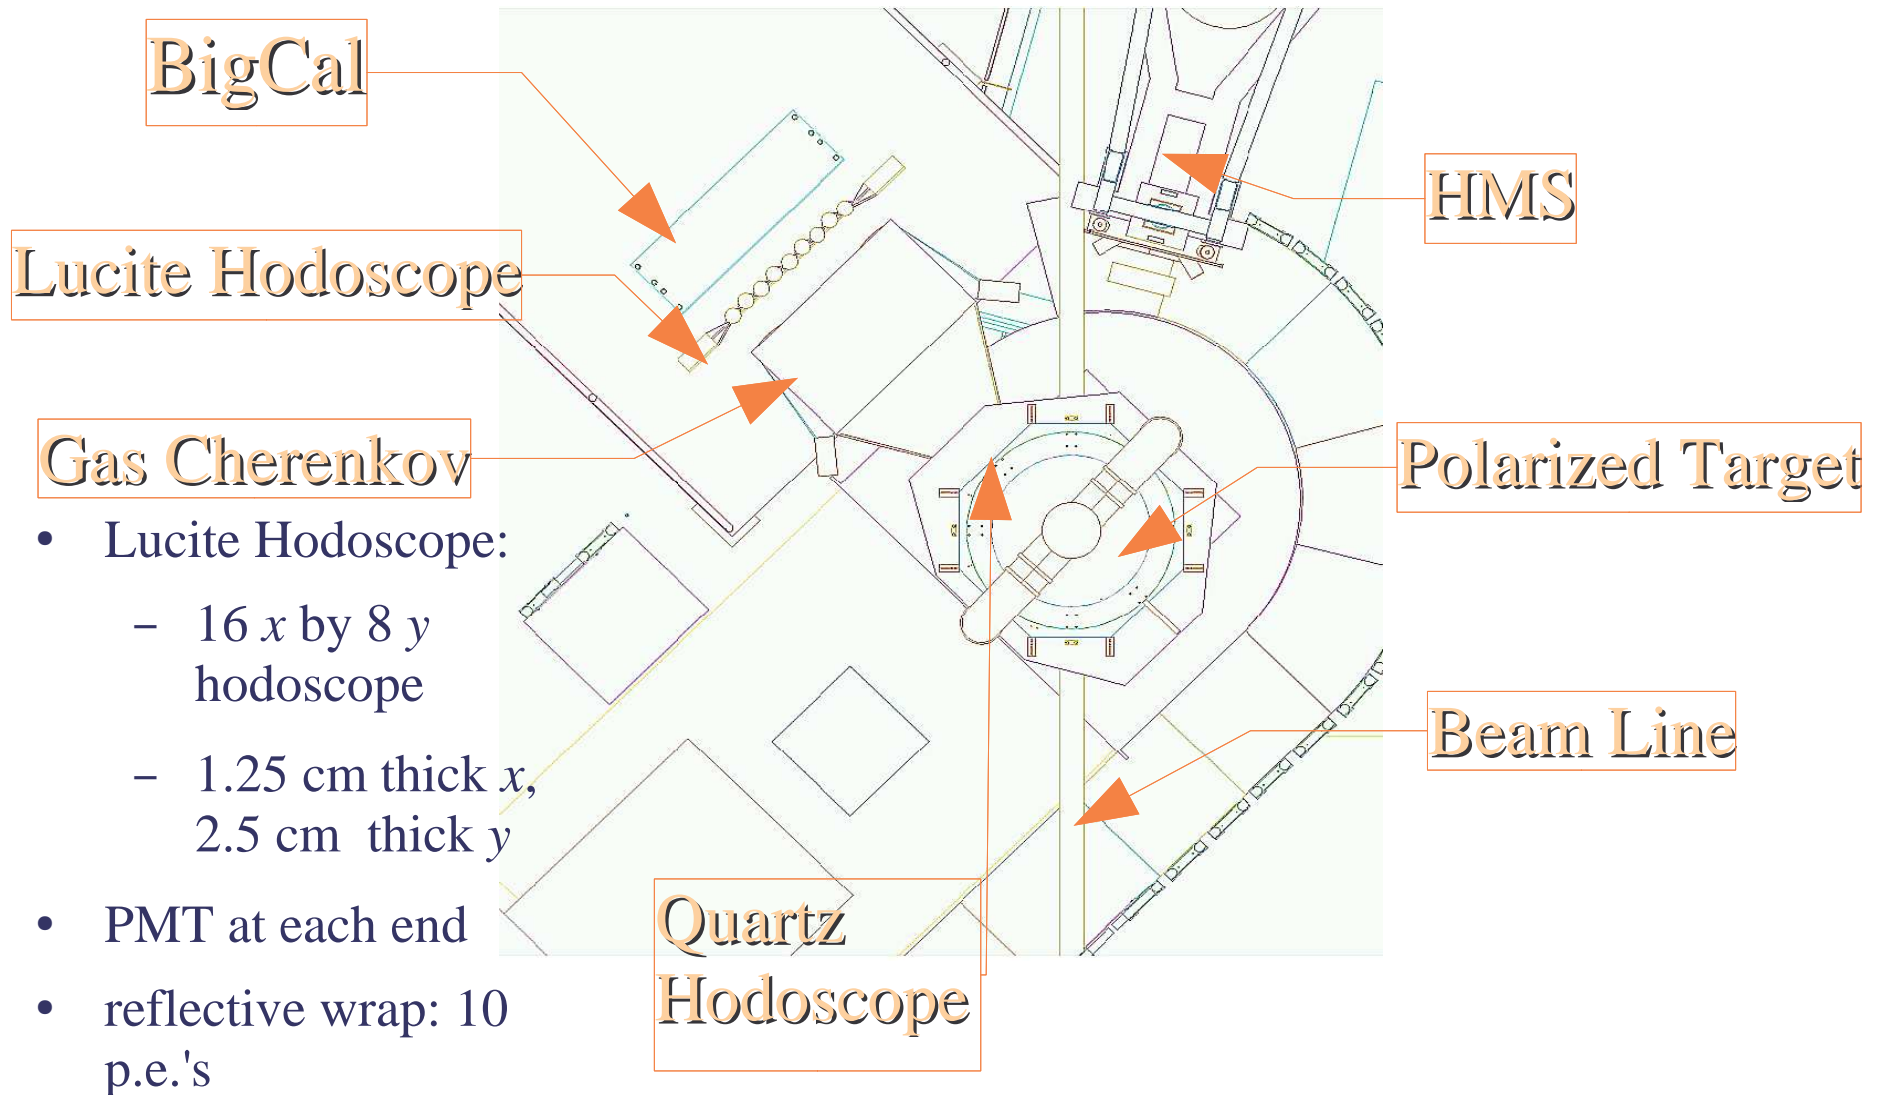 BigCal
HMS
Lucite Hodoscope
Gas Cherenkov
Polarized Target
• Lucite Hodoscope:
– 16 x by 8 y
hodoscope
– 1.25 cm thick x,
2.5 cm thick y
• PMT at each end
• reflective wrap: 10
p.e.'s
Beam Line
Quartz
Hodoscope